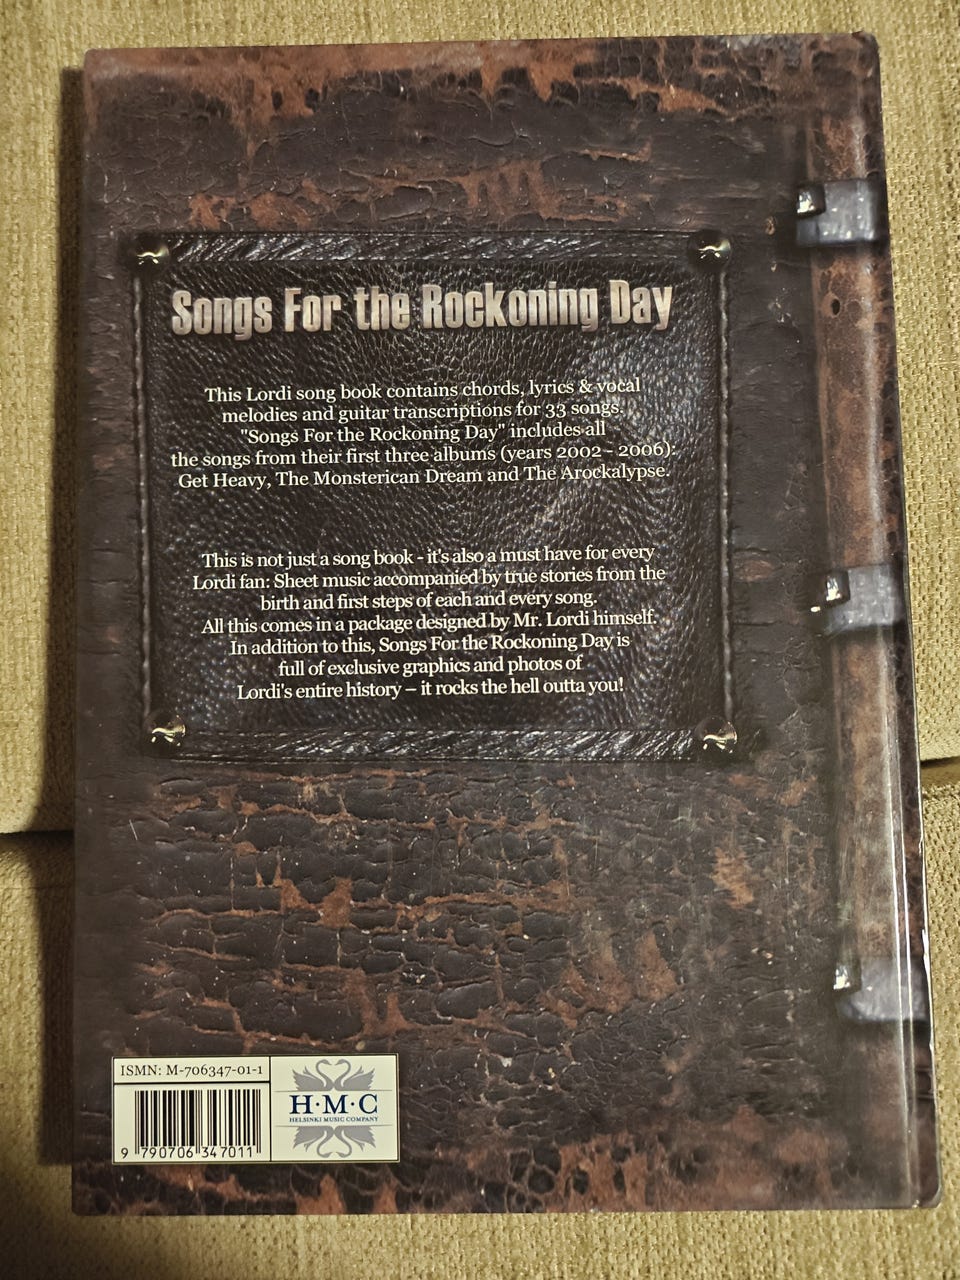 Songs For the Rockoning Day
This Lordi song book contains chords, lyrics & vocal
melodies and guitar transcriptions for 33 songs.
"Songs For the Rockoning Day" includes all
the songs from their first three albums (years 2002 - 2006):
Get Heavy, The Monsterican Dream and The Arockalypse.
This is not just a song book - it's also a must have for every
Lordi fan: Sheet music accompanied by true stories from the
birth and first steps of each and every song.
All this comes in a package designed by Mr. Lordi himself.
In addition to this, Songs For the Rockoning Day is
full of exclusive graphics and photos of
Lordi's entire history – it rocks the hell outta you!
ISMN: M-706347-01-1
9 790706 347011
H·M·C
HELSINKI MUSIC COMPANY